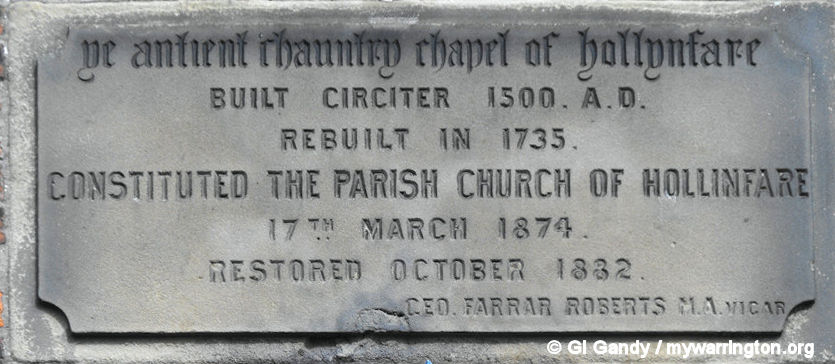 ye antient chauntry chapel of hollynfare
BUILT CIRCITER 1500. A.D.
REBUILT IN 1735.
CONSTITUTED THE PARISH CHURCH OF HOLLINFARE
17TH MARCH 1874.
RESTORED OCTOBER 1882.
GEO. FARRAR ROBERTS M.A. VICAR
© GI Gandy / mywarrington.org